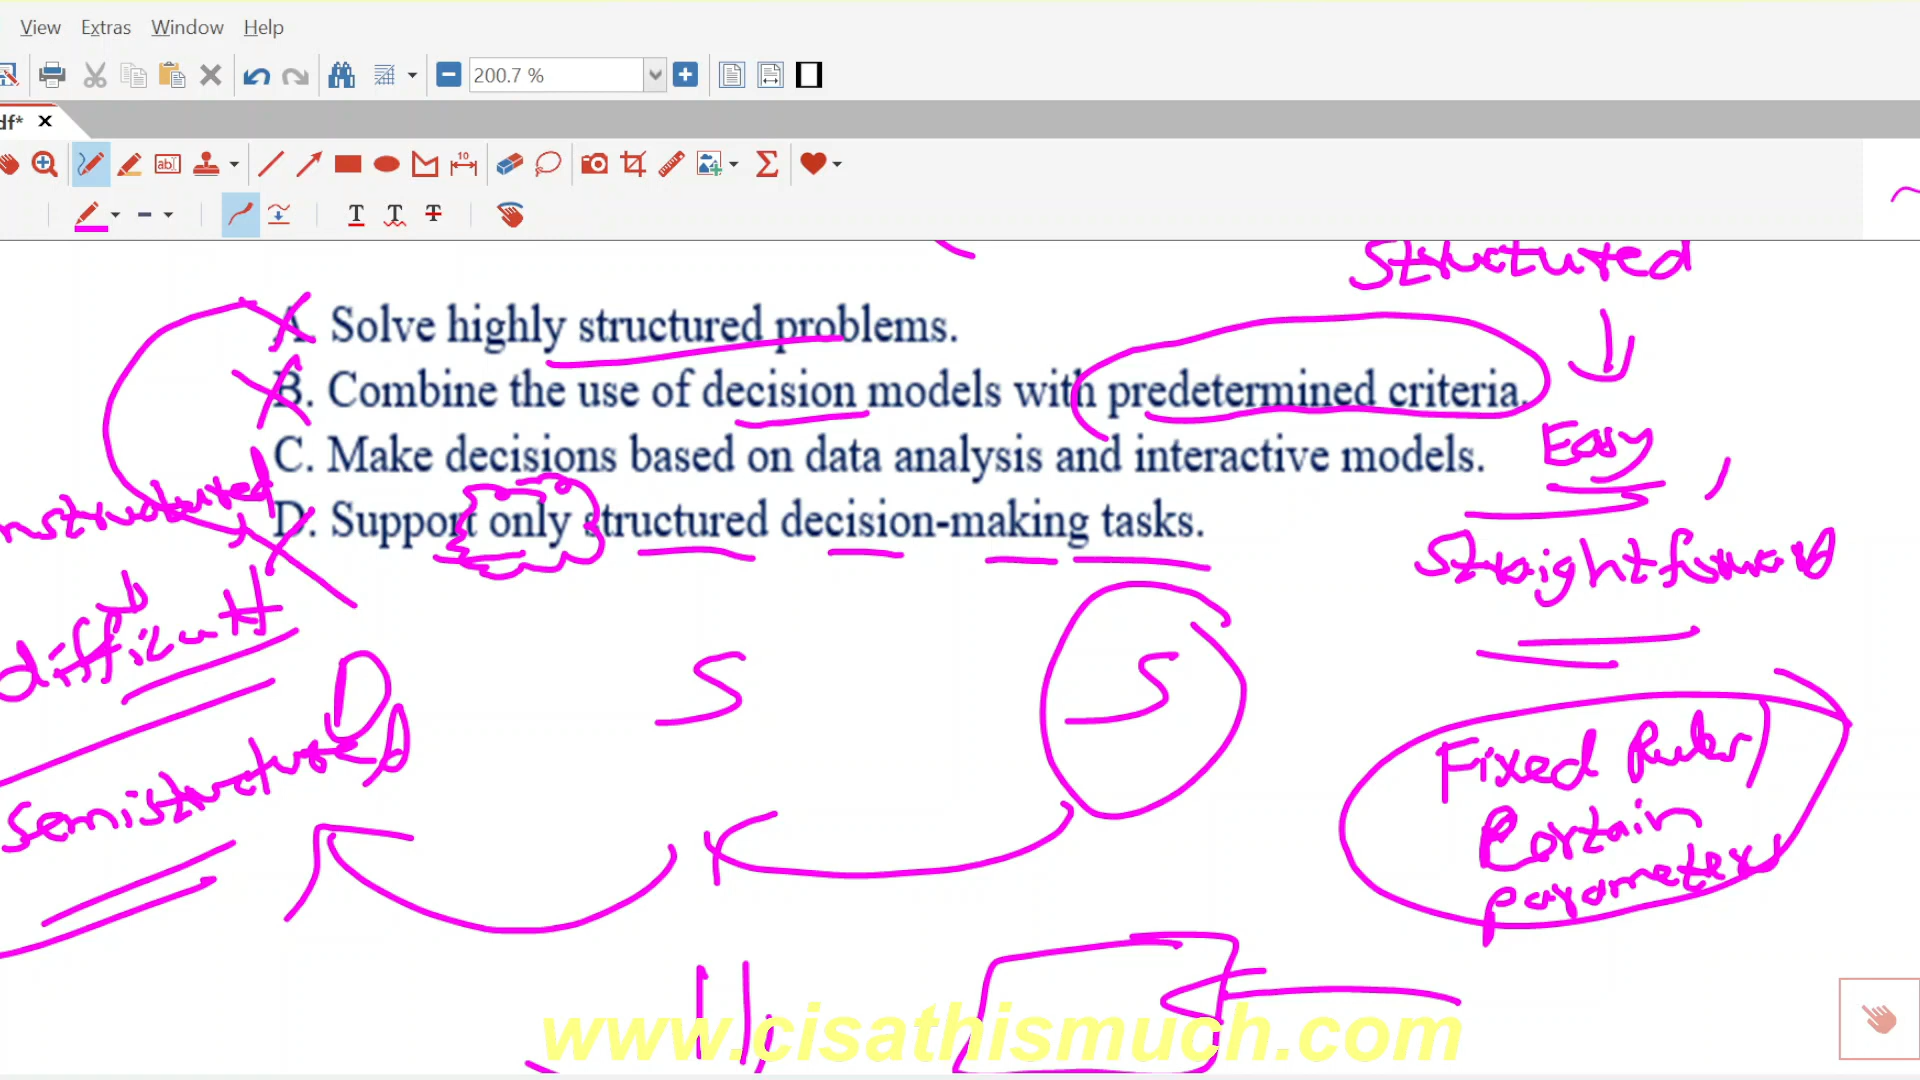 View Extras Window Help
200.7 %
df*
ab
10
T T T
Structured
A. Solve highly structured problems.
B. Combine the use of decision models with predetermined criteria.
Easy
C. Make decisions based on data analysis and interactive models.
D. Support only structured decision-making tasks.
Straightforward
difficult
D S S
semistructured
Fixed Rules
Certain
parameters
www.cisathismuch.com